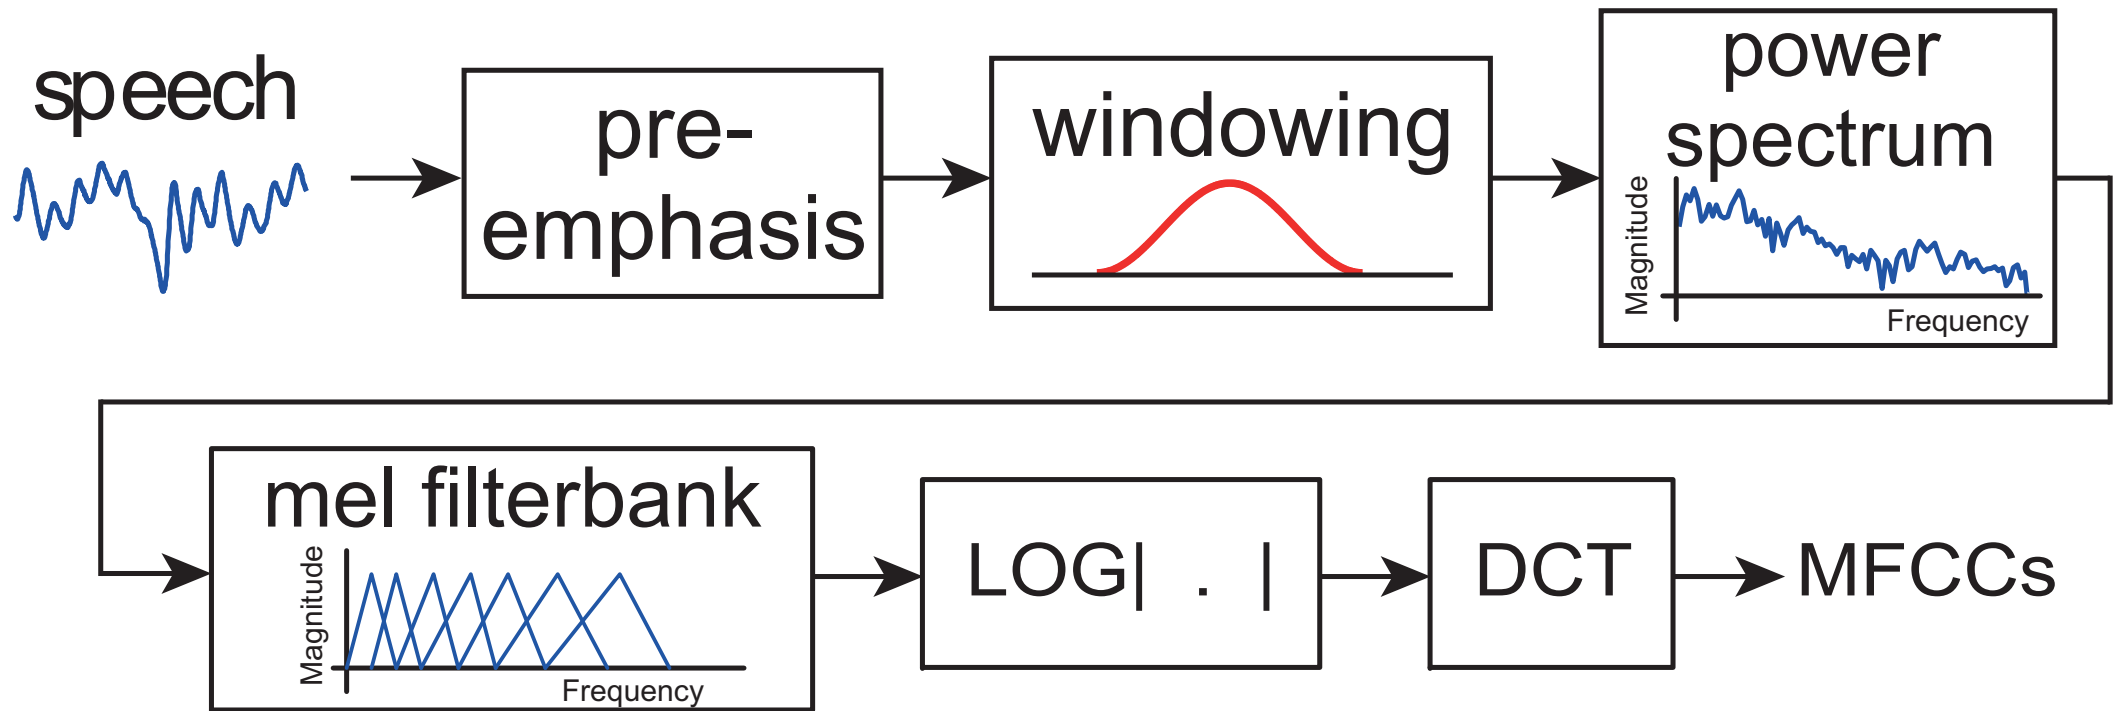 speech
pre-
emphasis
windowing
power
spectrum
Magnitude
Frequency
mel filterbank
Magnitude
Frequency
LOG| . |
DCT
MFCCs